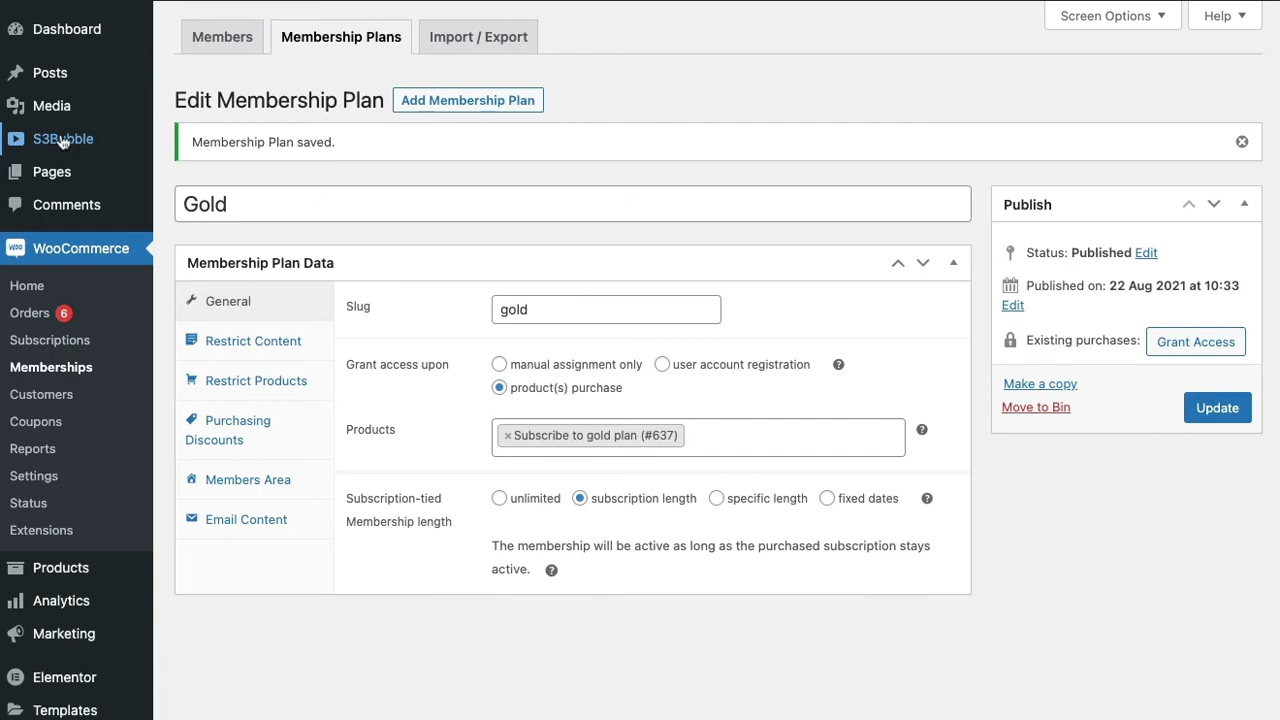 Dashboard
Posts
Media
S3Bubble
Pages
Comments
WOO WooCommerce
Home
Orders 6
Subscriptions
Memberships
Customers
Coupons
Reports
Settings
Status
Extensions
Products
Analytics
Marketing
Elementor
Templates
Screen Options Help
Members Membership Plans Import / Export
Edit Membership Plan Add Membership Plan
Membership Plan saved.
Gold
Membership Plan Data
General
Restrict Content
Restrict Products
Purchasing
Discounts
Members Area
Email Content
Slug gold
Grant access upon manual assignment only user account registration ?
product(s) purchase
Products × Subscribe to gold plan (#637) ?
Subscription-tied unlimited subscription length specific length fixed dates ?
Membership length
The membership will be active as long as the purchased subscription stays
active. ?
Publish
Status: Published Edit
Published on: 22 Aug 2021 at 10:33
Edit
Existing purchases: Grant Access
Make a copy
Move to Bin
Update